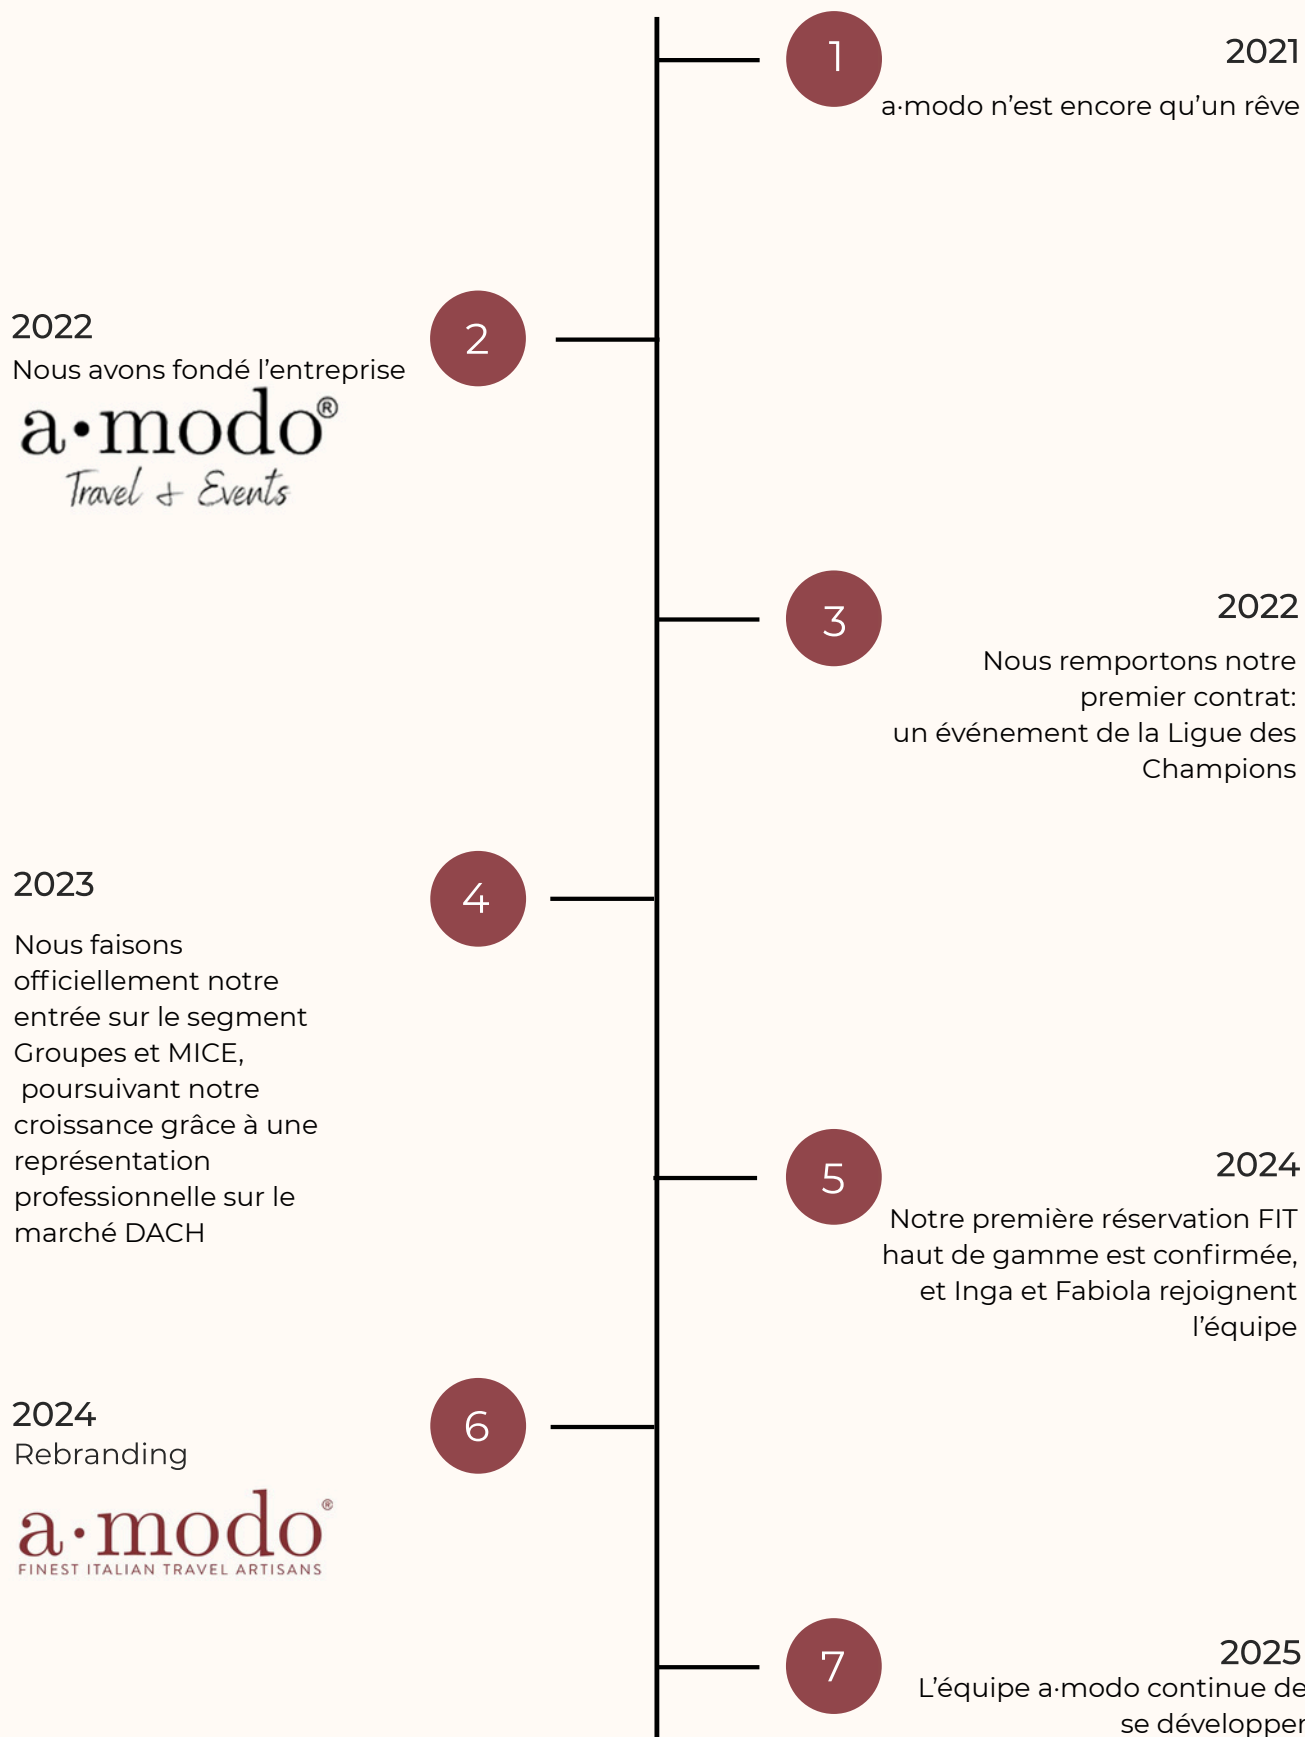 1
2021
a·modo n’est encore qu’un rêve
2022
2
Nous avons fondé l’entreprise
a·modo®
Travel & Events
3
2022
Nous remportons notre
premier contrat:
un événement de la Ligue des
Champions
2023
4
Nous faisons
officiellement notre
entrée sur le segment
Groupes et MICE,
poursuivant notre
croissance grâce à une
représentation
professionnelle sur le
marché DACH
5
2024
Notre première réservation FIT
haut de gamme est confirmée,
et Inga et Fabiola rejoignent
l’équipe
2024
6
Rebranding
a·modo®
FINEST ITALIAN TRAVEL ARTISANS
7
2025
L’équipe a·modo continue de
se développer